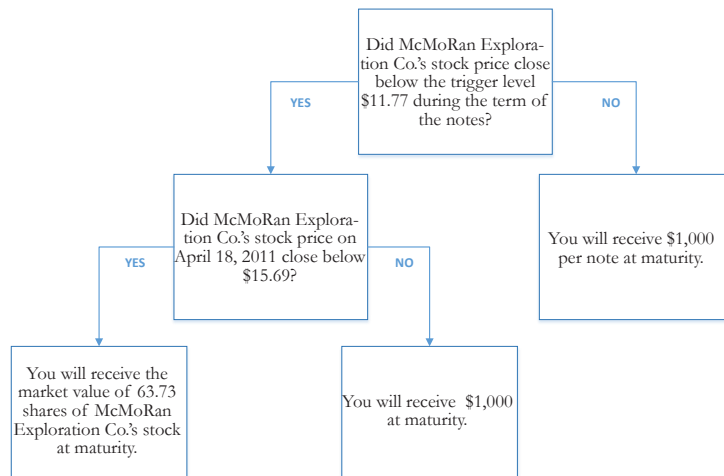 Did McMoRan Explora-
tion Co.'s stock price close
below the trigger level
$11.77 during the term of
the notes?
YES
NO
Did McMoRan Explora-
tion Co.'s stock price on
April 18, 2011 close below
$15.69?
You will receive $1,000
per note at maturity.
YES
NO
You will receive the
market value of 63.73
shares of McMoRan
Exploration Co.'s stock
at maturity.
You will receive $1,000
at maturity.